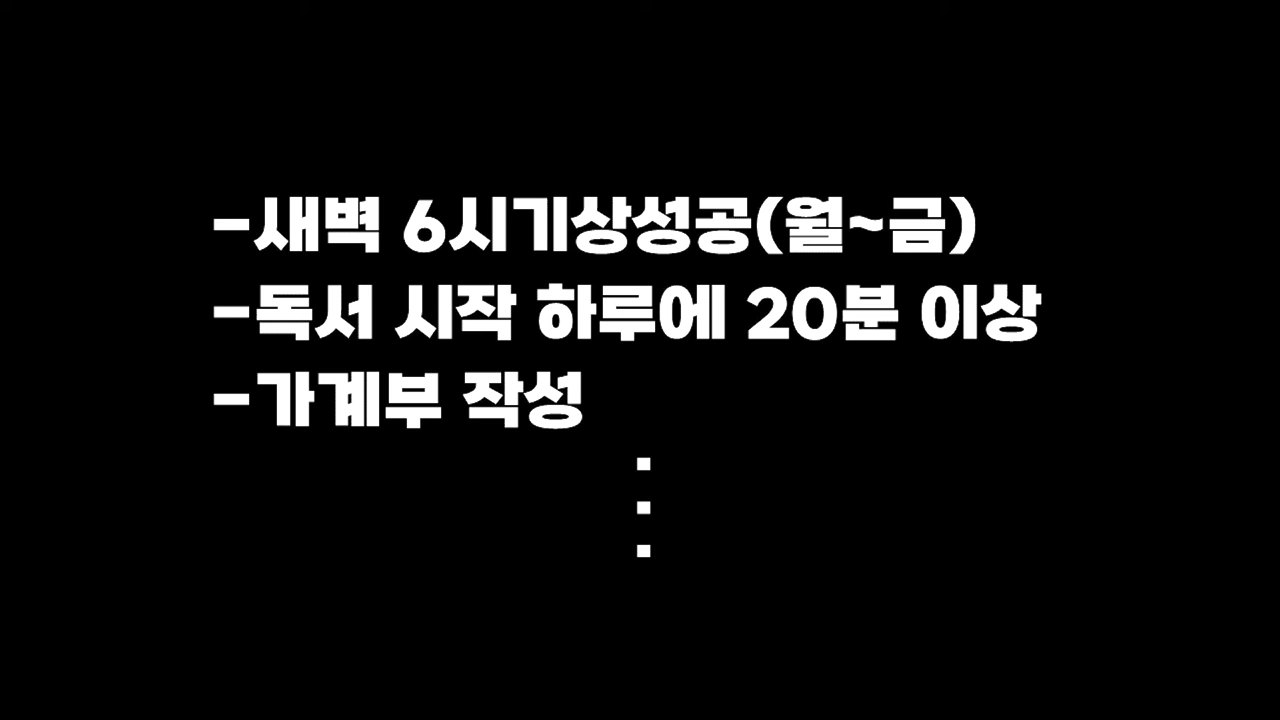 -새벽 6시기상성공(월~금)
-독서 시작 하루에 20분 이상
-가계부 작성
.
.
.